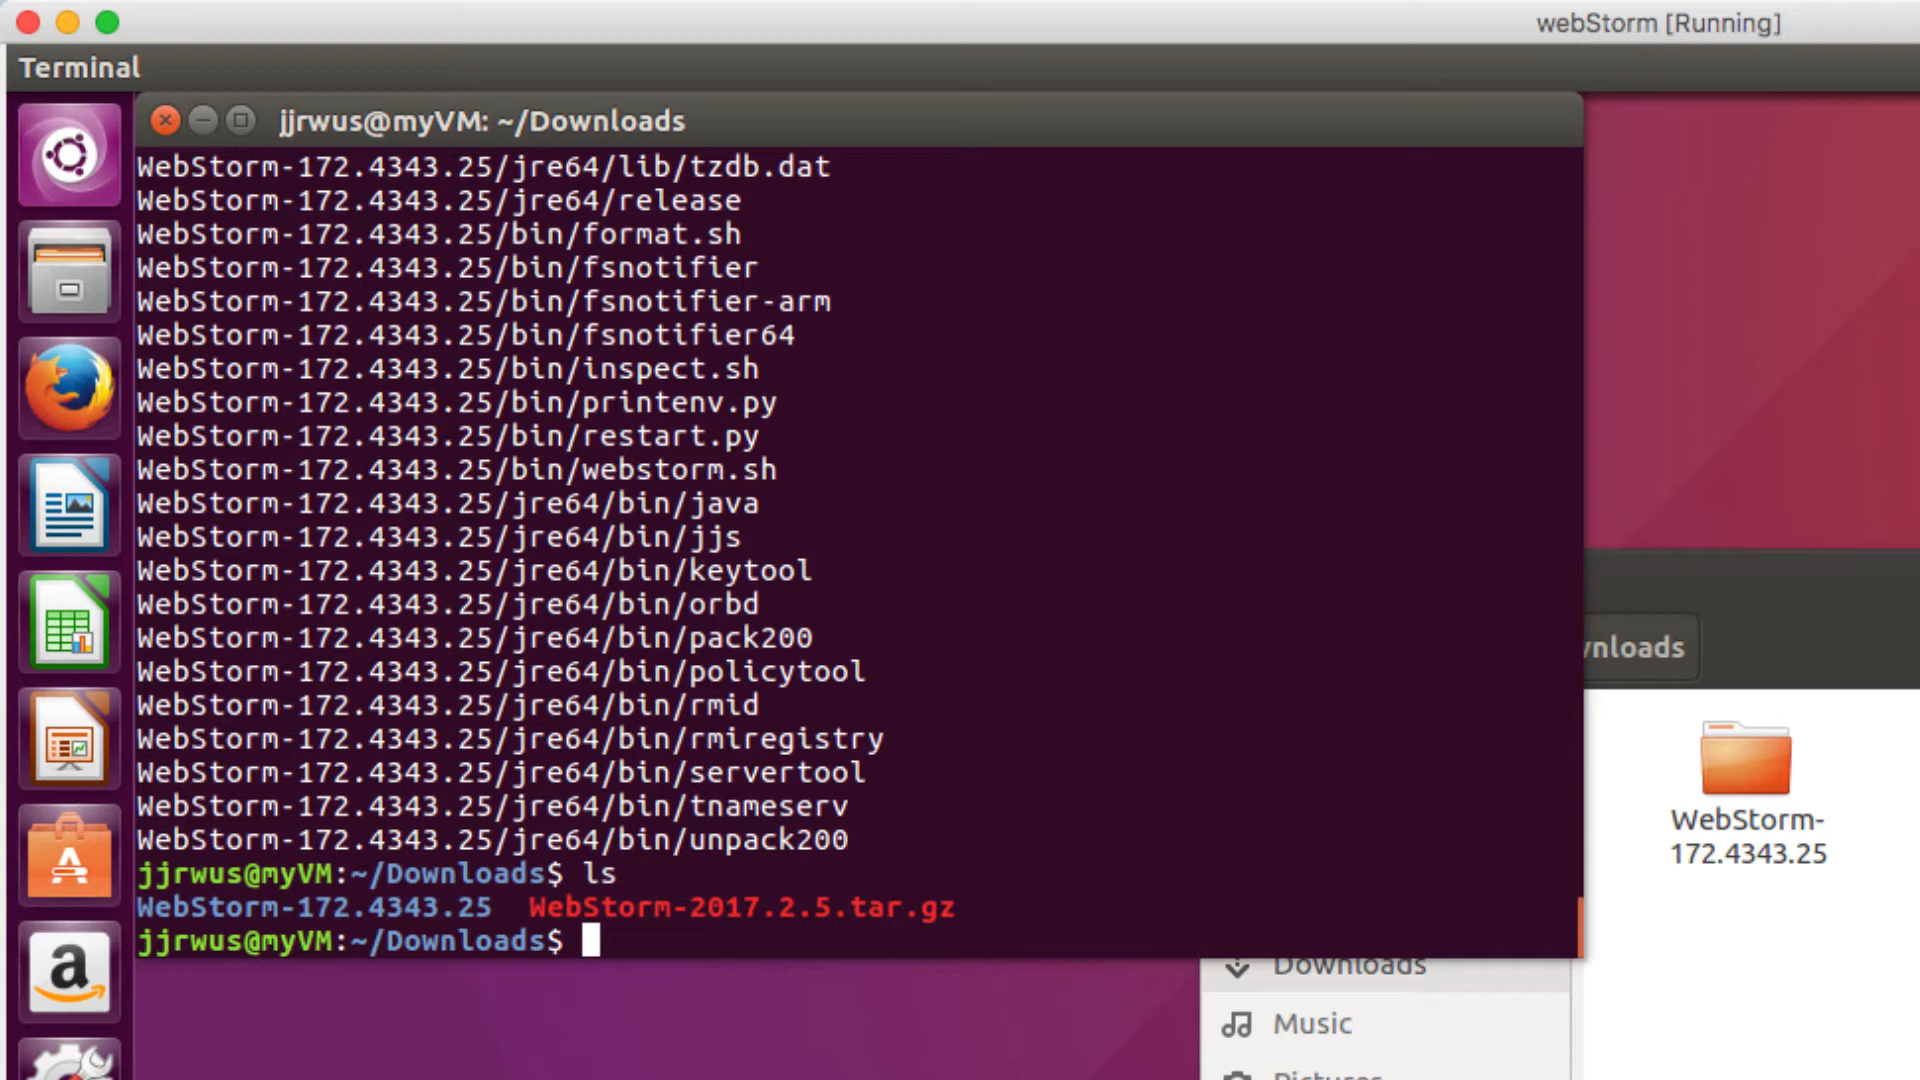 webStorm [Running]
Terminal
jjrwus@myVM: ~/Downloads
WebStorm-172.4343.25/jre64/lib/tzdb.dat
WebStorm-172.4343.25/jre64/release
WebStorm-172.4343.25/bin/format.sh
WebStorm-172.4343.25/bin/fsnotifier
WebStorm-172.4343.25/bin/fsnotifier-arm
WebStorm-172.4343.25/bin/fsnotifier64
WebStorm-172.4343.25/bin/inspect.sh
WebStorm-172.4343.25/bin/printenv.py
WebStorm-172.4343.25/bin/restart.py
WebStorm-172.4343.25/bin/webstorm.sh
WebStorm-172.4343.25/jre64/bin/java
WebStorm-172.4343.25/jre64/bin/jjs
WebStorm-172.4343.25/jre64/bin/keytool
WebStorm-172.4343.25/jre64/bin/orbd
WebStorm-172.4343.25/jre64/bin/pack200
WebStorm-172.4343.25/jre64/bin/policytool
WebStorm-172.4343.25/jre64/bin/rmid
WebStorm-172.4343.25/jre64/bin/rmiregistry
WebStorm-172.4343.25/jre64/bin/servertool
WebStorm-172.4343.25/jre64/bin/tnameserv
WebStorm-172.4343.25/jre64/bin/unpack200
jjrwus@myVM:~/Downloads$ ls
WebStorm-172.4343.25 WebStorm-2017.2.5.tar.gz
jjrwus@myVM:~/Downloads$
wnloads
WebStorm-
172.4343.25
Downloads
Music
Pictures